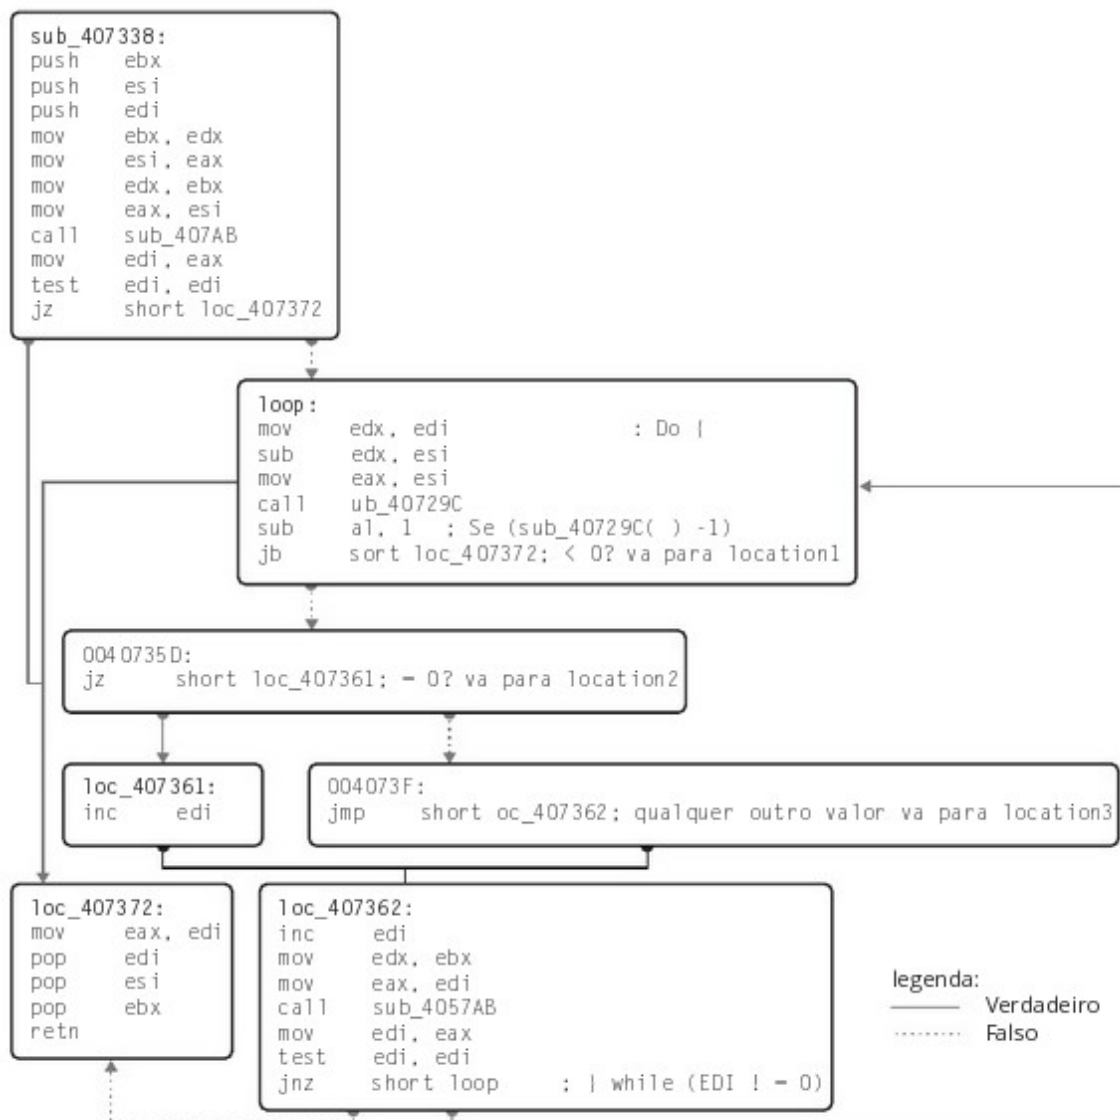 sub_407338:
push ebx
push esi
push edi
mov ebx, edx
mov esi, eax
mov edx, ebx
mov eax, esi
call sub_407AB
mov edi, eax
test edi, edi
jz short loc_407372
loop:
mov edx, edi : Do {
sub edx, esi
mov eax, esi
call ub_40729C
sub al, 1 ; Se (sub_40729C( ) -1)
jb sort loc_407372; < 0? va para location1
0040735D:
jz short loc_407361; = 0? va para location2
loc_407361:
inc edi
004073F:
jmp short oc_407362; qualquer outro valor va para location3
loc_407372:
mov eax, edi
pop edi
pop esi
pop ebx
retn
loc_407362:
inc edi
mov edx, ebx
mov eax, edi
call sub_4057AB
mov edi, eax
test edi, edi
jnz short loop ; } while (EDI ! = 0)
legenda:
Verdadeiro
Falso